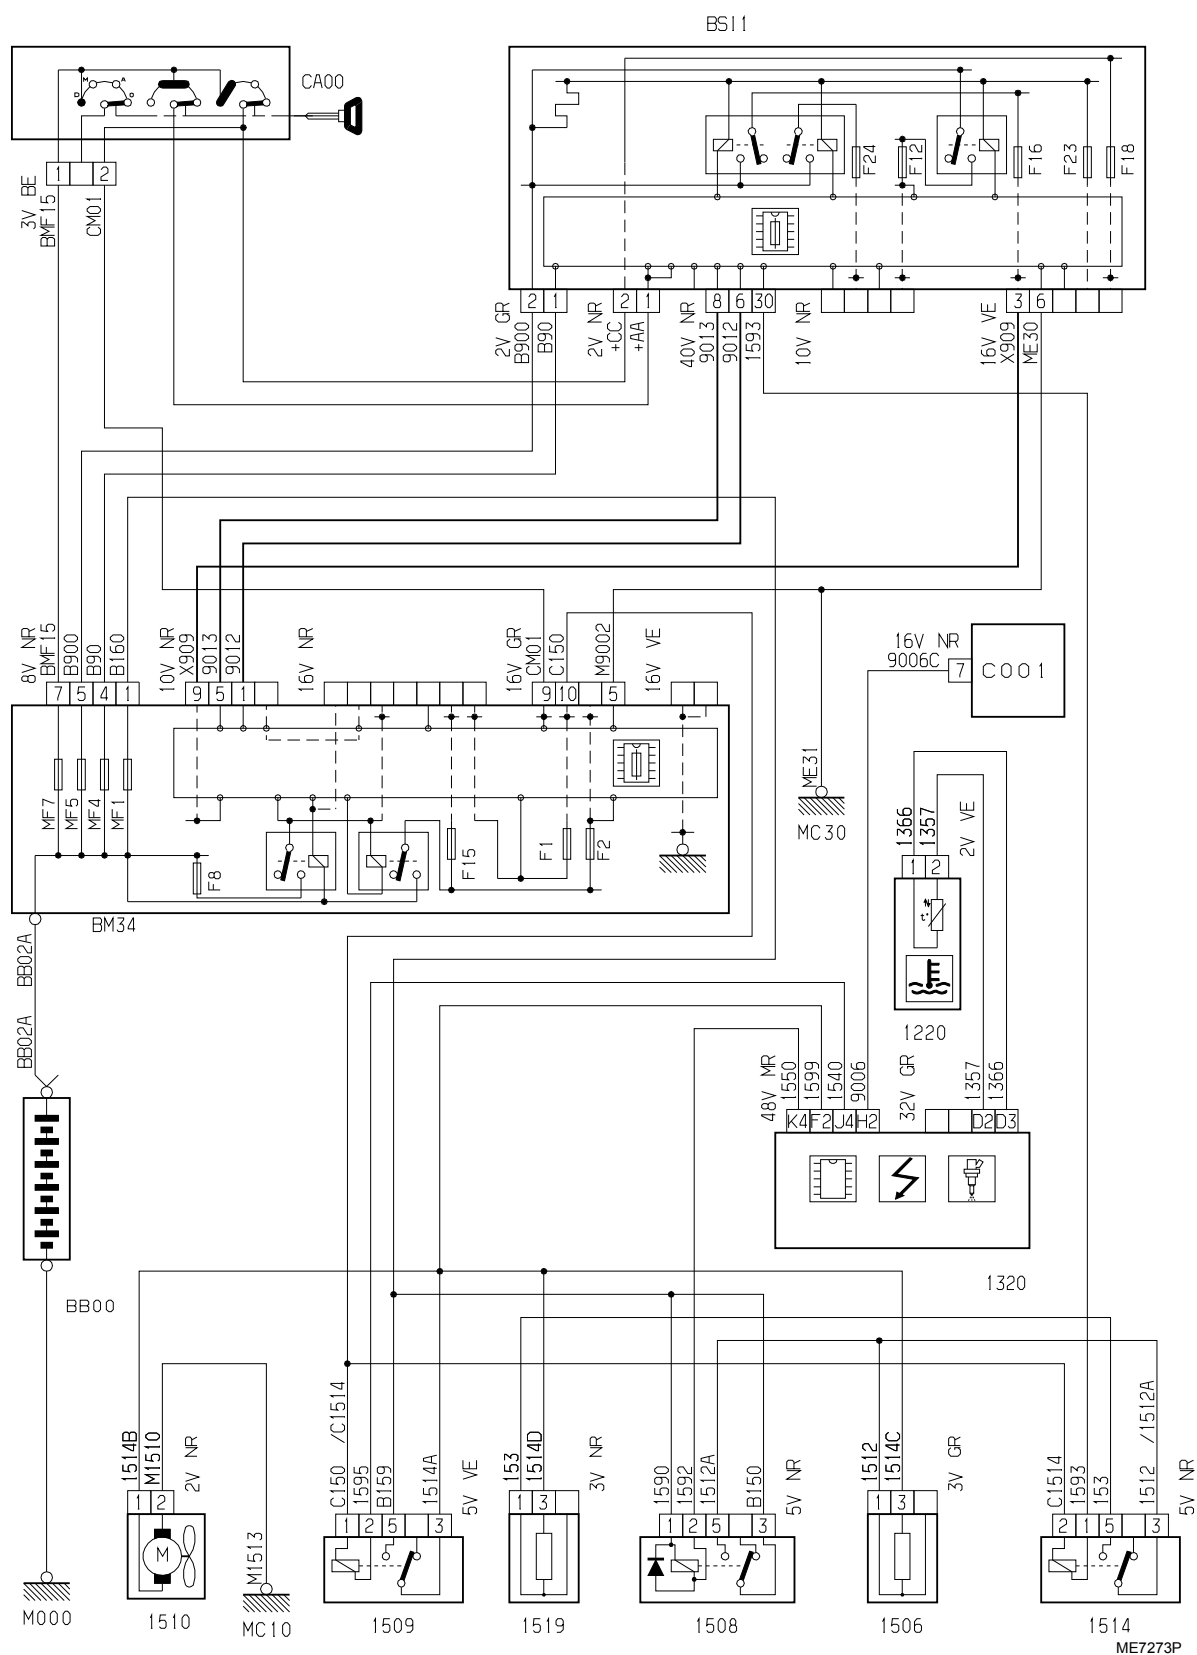 BSI1
CA00
M A
D D
F24
F12
F16
F23
F18
1 2
3V BE
BMF15
CM01
2 1 2 1 8 6 30 3 6
2V GR
B900
B90
2V NR
+CC
+AA
40V NR
9013
9012
1593
10V NR
16V VE
X909
ME30
8V NR
BMF15
B900
B90
B160
10V NR
X909
9013
9012
16V NR
16V GR
CM01
C150
M9002
16V VE
7 5 4 1 9 5 1 9 10 5
16V NR
9006C
7
C001
MF7
MF5
MF4
MF1
F8
F15
F1
F2
ME31
MC30
BM34
1366
1357
2V VE
1 2
t°
1220
BB02A
BB02A
48V MR
1550
1599
1540
9006
32V GR
1357
1366
K4 F2 J4 H2 D2 D3
1320
BB00
1514B
M1510
2V NR
1 2
M
1510
M1513
MC10
M000
C150 /C1514
1595
B159
1514A
5V VE
1 2 5 3
1509
153
1514D
3V NR
1 3
1519
1590
1592
1512A
B150
5V NR
1 2 5 3
1508
1512
1514C
3V GR
1 3
1506
C1514
1593
153
1512 /1512A
5V NR
2 1 5 3
1514
ME7273P